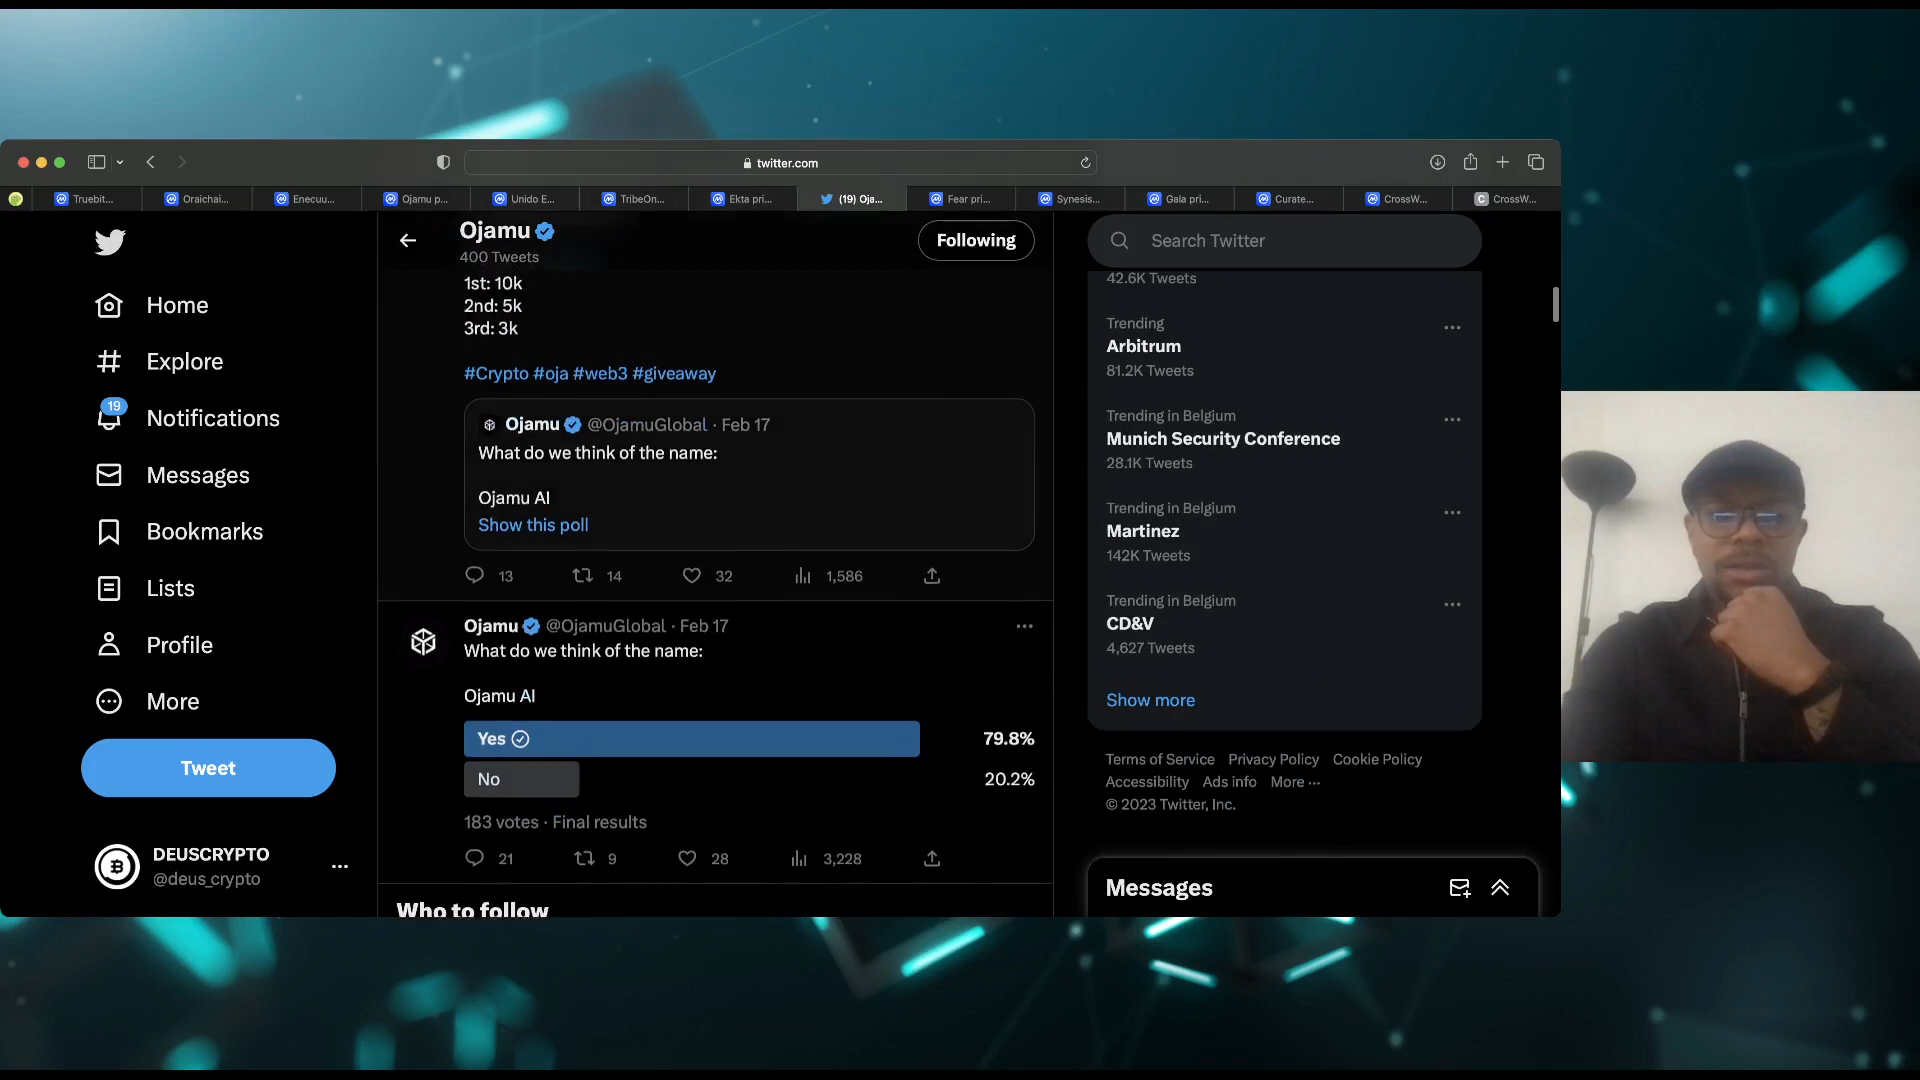 twitter.com
Truebit...
Oraichai...
Enecuu...
Ojamu p...
Unido E...
TribeOn...
Ekta pri...
(19) Oja...
Fear pri...
Synesis...
Gala pri...
Curate...
CrossW...
C CrossW...
Home
Explore
19
Notifications
Messages
Bookmarks
Lists
Profile
More
Tweet
DEUSCRYPTO
@deus_crypto
Ojamu
400 Tweets
Following
1st: 10k
2nd: 5k
3rd: 3k
#Crypto #oja #web3 #giveaway
Ojamu @OjamuGlobal · Feb 17
What do we think of the name:
Ojamu AI
Show this poll
13 14 32 1,586
Ojamu @OjamuGlobal · Feb 17
What do we think of the name:
Ojamu AI
Yes 79.8%
No 20.2%
183 votes · Final results
21 9 28 3,228
Who to follow
Search Twitter
42.6K Tweets
Trending
Arbitrum
81.2K Tweets
Trending in Belgium
Munich Security Conference
28.1K Tweets
Trending in Belgium
Martinez
142K Tweets
Trending in Belgium
CD&V
4,627 Tweets
Show more
Terms of Service Privacy Policy Cookie Policy
Accessibility Ads info More ...
© 2023 Twitter, Inc.
Messages